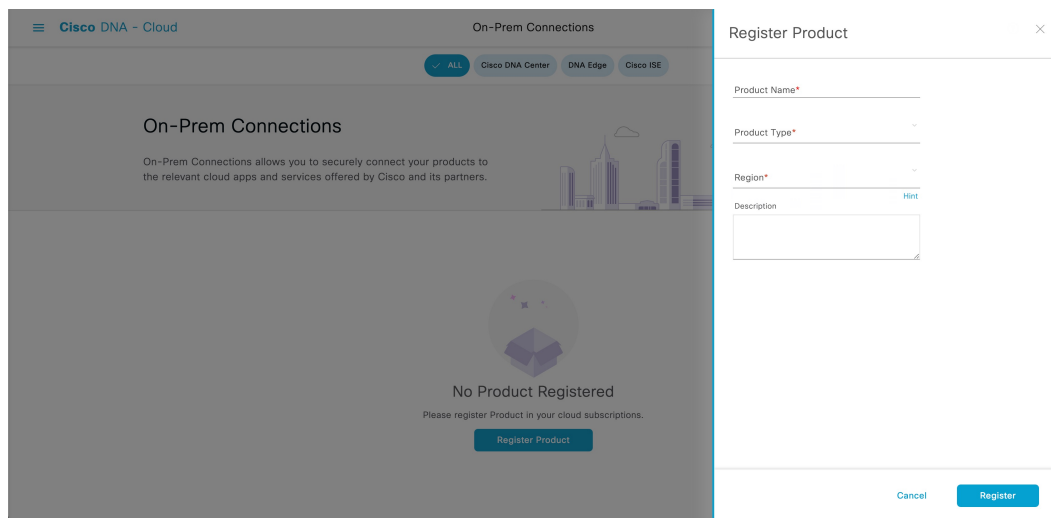 Cisco DNA - Cloud
On-Prem Connections
ALL
Cisco DNA Center
DNA Edge
Cisco ISE
On-Prem Connections
On-Prem Connections allows you to securely connect your products to
the relevant cloud apps and services offered by Cisco and its partners.
No Product Registered
Please register Product in your cloud subscriptions.
Register Product
Register Product
Product Name*
Product Type*
Region*
Hint
Description
Cancel
Register